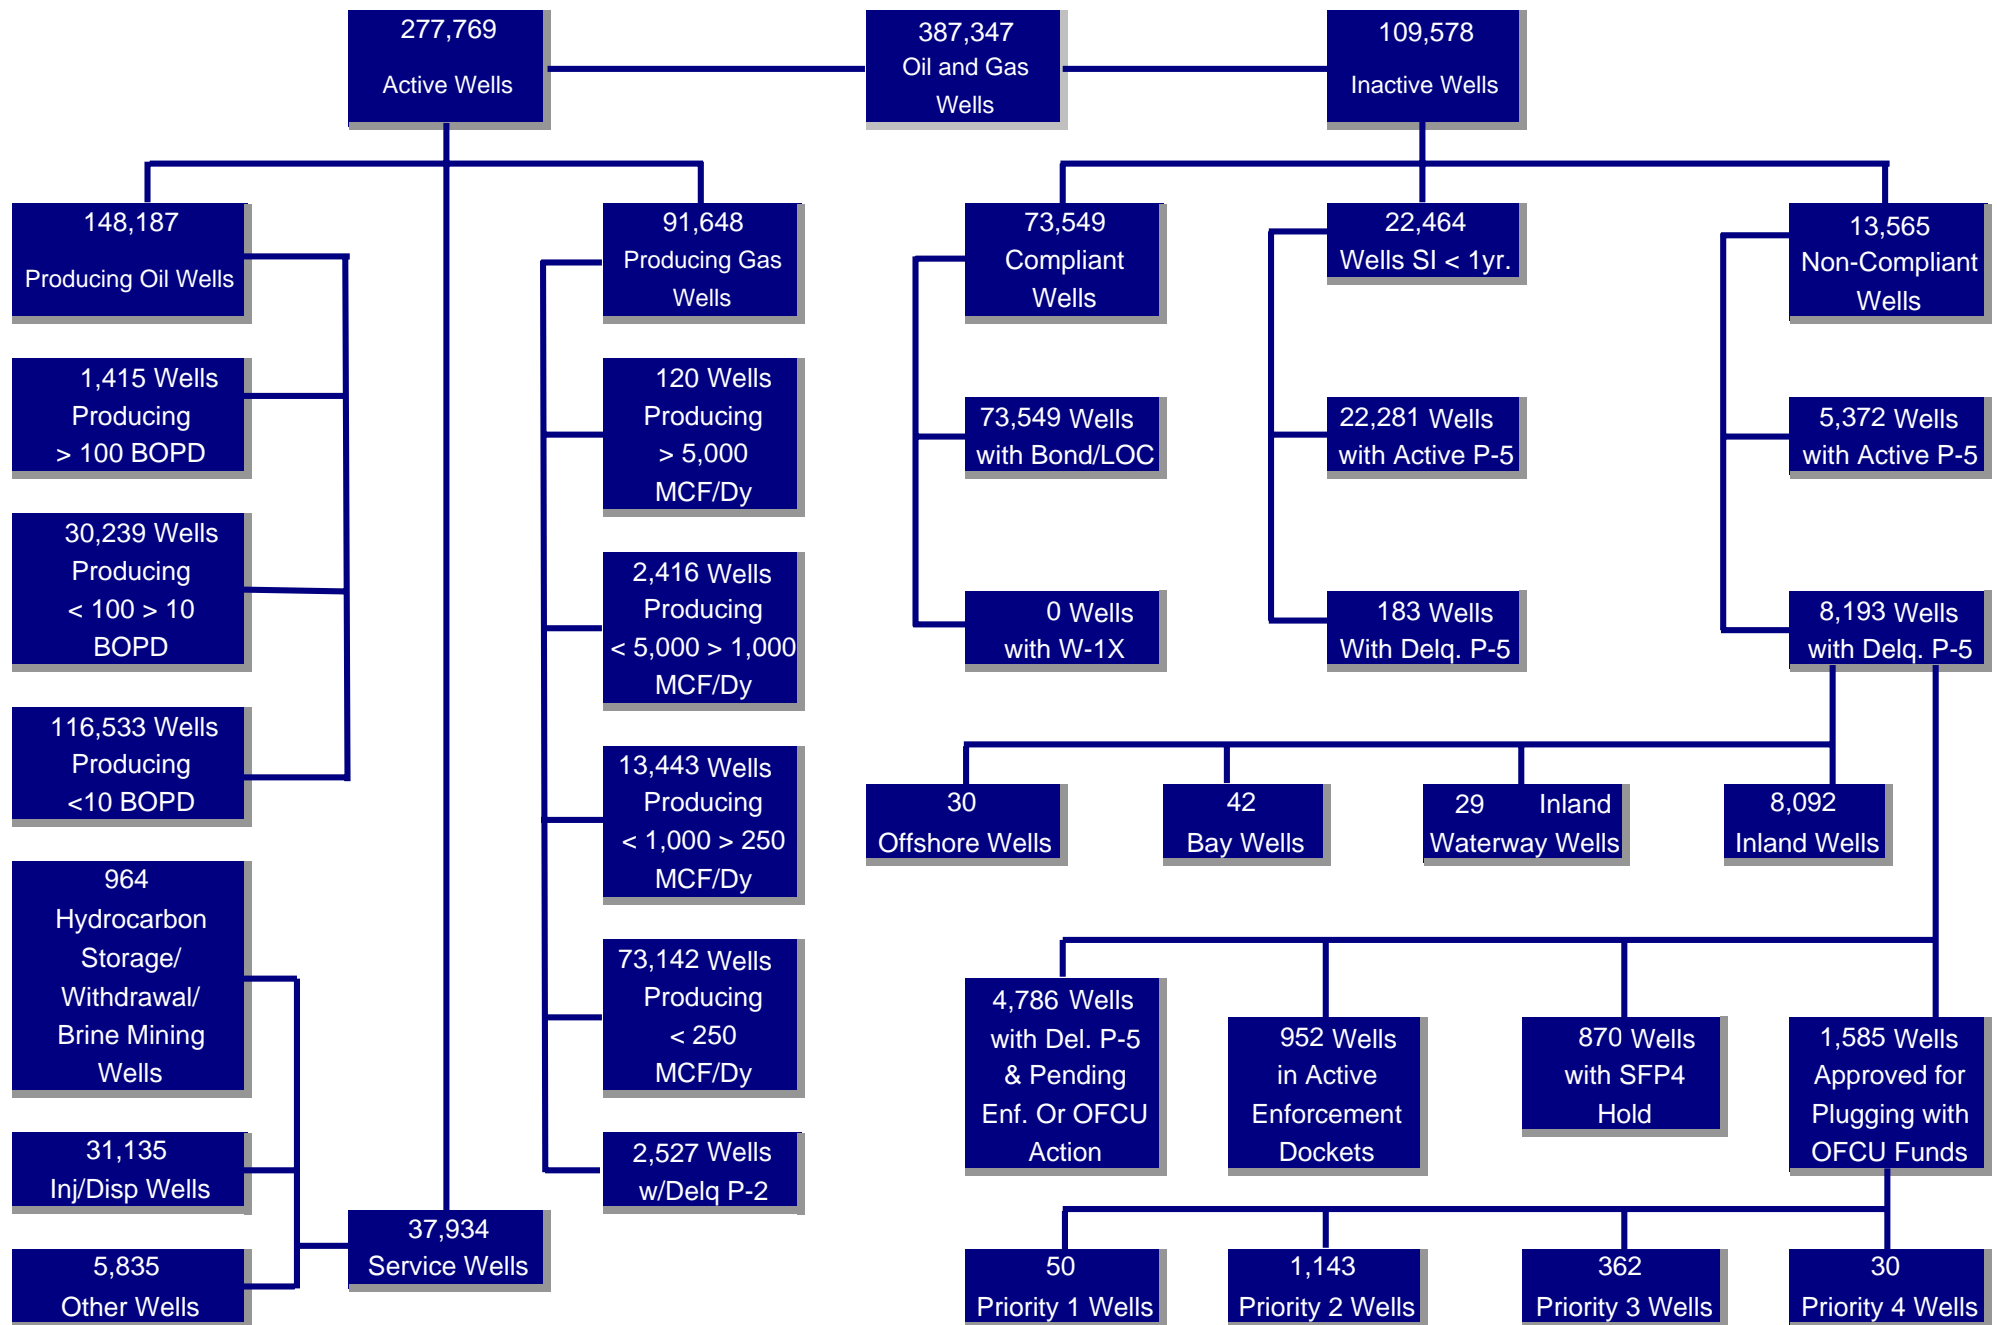 277,769
Active Wells
387,347
Oil and Gas
Wells
109,578
Inactive Wells
148,187
Producing Oil Wells
91,648
Producing Gas
Wells
73,549
Compliant
Wells
22,464
Wells SI < 1yr.
13,565
Non-Compliant
Wells
1,415 Wells
Producing
> 100 BOPD
120 Wells
Producing
> 5,000
MCF/Dy
73,549 Wells
with Bond/LOC
22,281 Wells
with Active P-5
5,372 Wells
with Active P-5
30,239 Wells
Producing
< 100 > 10
BOPD
2,416 Wells
Producing
< 5,000 > 1,000
MCF/Dy
0 Wells
with W-1X
183 Wells
With Delq. P-5
8,193 Wells
with Delq. P-5
116,533 Wells
Producing
<10 BOPD
13,443 Wells
Producing
< 1,000 > 250
MCF/Dy
30
Offshore Wells
42
Bay Wells
29 Inland
Waterway Wells
8,092
Inland Wells
964
Hydrocarbon
Storage/
Withdrawal/
Brine Mining
Wells
73,142 Wells
Producing
< 250
MCF/Dy
4,786 Wells
with Del. P-5
& Pending
Enf. Or OFCU
Action
952 Wells
in Active
Enforcement
Dockets
870 Wells
with SFP4
Hold
1,585 Wells
Approved for
Plugging with
OFCU Funds
31,135
Inj/Disp Wells
2,527 Wells
w/Delq P-2
37,934
Service Wells
5,835
Other Wells
50
Priority 1 Wells
1,143
Priority 2 Wells
362
Priority 3 Wells
30
Priority 4 Wells